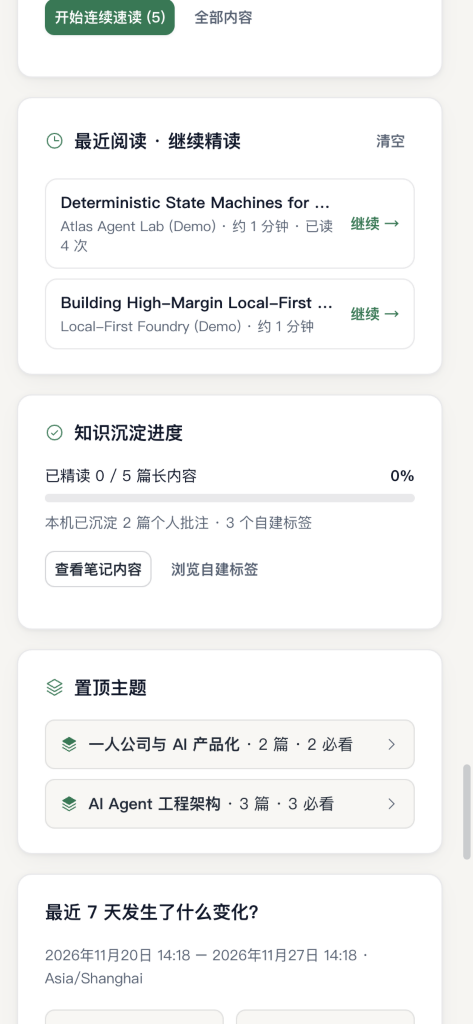 开始连续速读 (5) 全部内容
最近阅读 · 继续精读 清空
Deterministic State Machines for ...
Atlas Agent Lab (Demo) · 约 1 分钟 · 已读
4 次
继续 →
Building High-Margin Local-First ...
Local-First Foundry (Demo) · 约 1 分钟
继续 →
知识沉淀进度
已精读 0 / 5 篇长内容 0%
本机已沉淀 2 篇个人批注 · 3 个自建标签
查看笔记内容 浏览自建标签
置顶主题
一人公司与 AI 产品化 · 2 篇 · 2 必看
AI Agent 工程架构 · 3 篇 · 3 必看
最近 7 天发生了什么变化?
2026年11月20日 14:18 — 2026年11月27日 14:18 ·
Asia/Shanghai